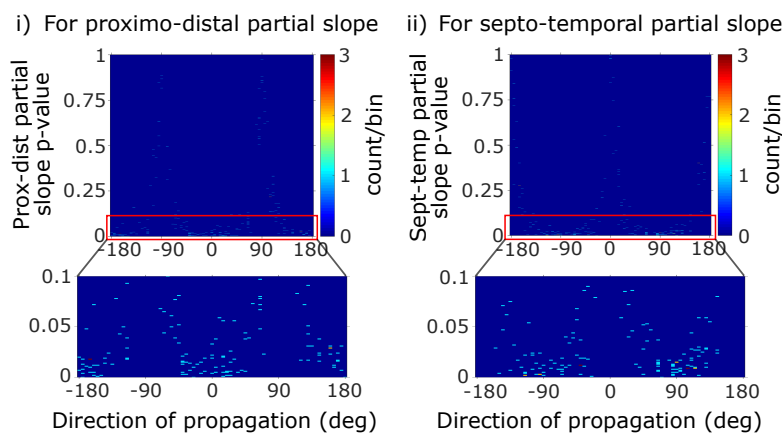 i) For proximo-distal partial slope
Prox-dist partial
slope p-value
1
0.75
0.5
0.25
0
-180 -90 0 90 180
3
2
1
0
count/bin
0.1
0.05
0
-180 -90 0 90 180
Direction of propagation (deg)
ii) For septo-temporal partial slope
Sept-temp partial
slope p-value
1
0.75
0.5
0.25
0
-180 -90 0 90 180
3
2
1
0
count/bin
0.1
0.05
0
-180 -90 0 90 180
Direction of propagation (deg)